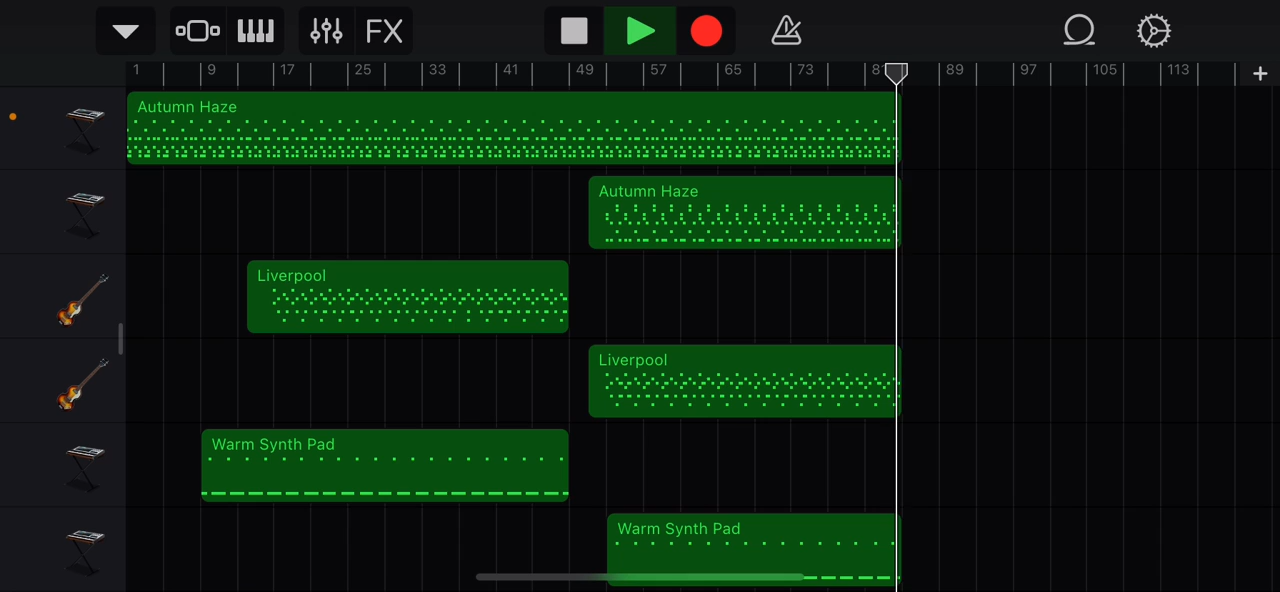 FX
1 9 17 25 33 41 49 57 65 73 81 89 97 105 113
Autumn Haze
Autumn Haze
Liverpool
Liverpool
Warm Synth Pad
Warm Synth Pad